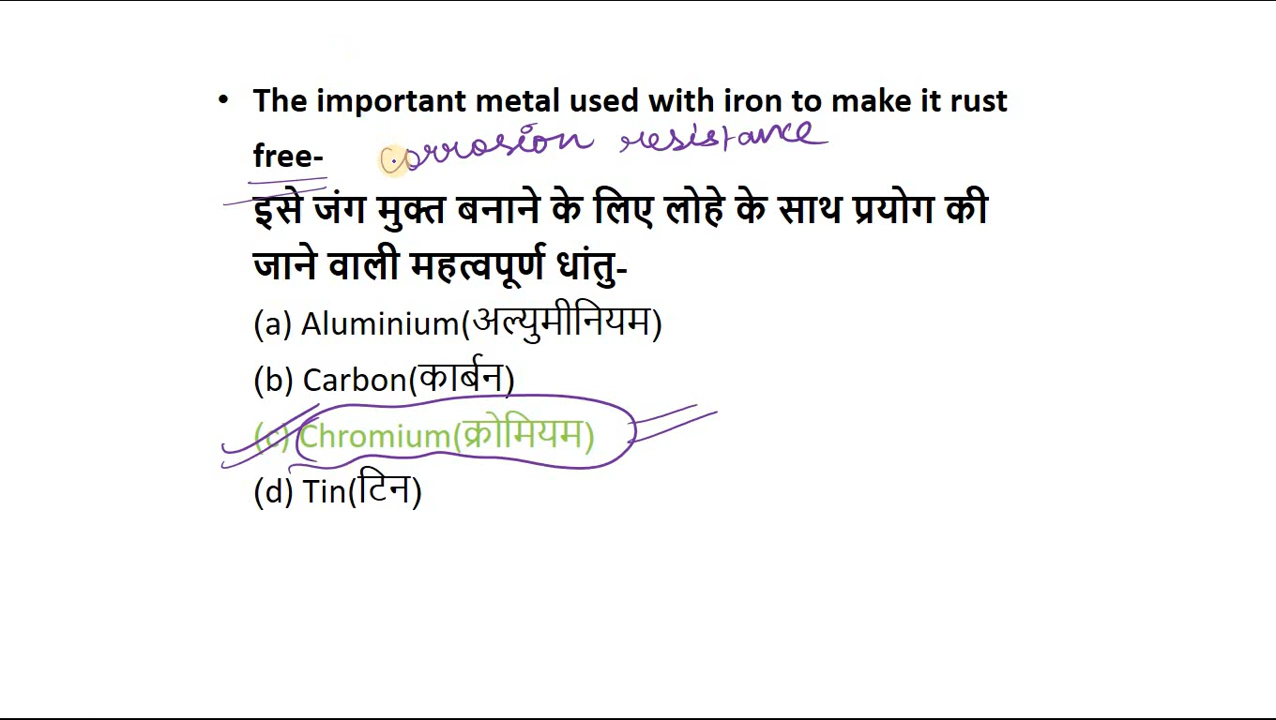 • The important metal used with iron to make it rust
free- corrosion resistance
इसे जंग मुक्त बनाने के लिए लोहे के साथ प्रयोग की
जाने वाली महत्वपूर्ण धांतु-
(a) Aluminium(अल्युमीनियम)
(b) Carbon(कार्बन)
(c) Chromium(क्रोमियम)
(d) Tin(टिन)